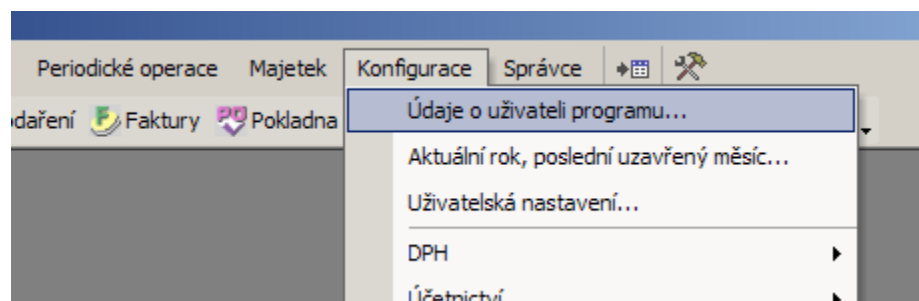 Periodické operace Majetek Konfigurace Správce
daření Faktury Pokladna
Údaje o uživateli programu...
Aktuální rok, poslední uzavřený měsíc...
Uživatelská nastavení...
DPH
Účetnictví